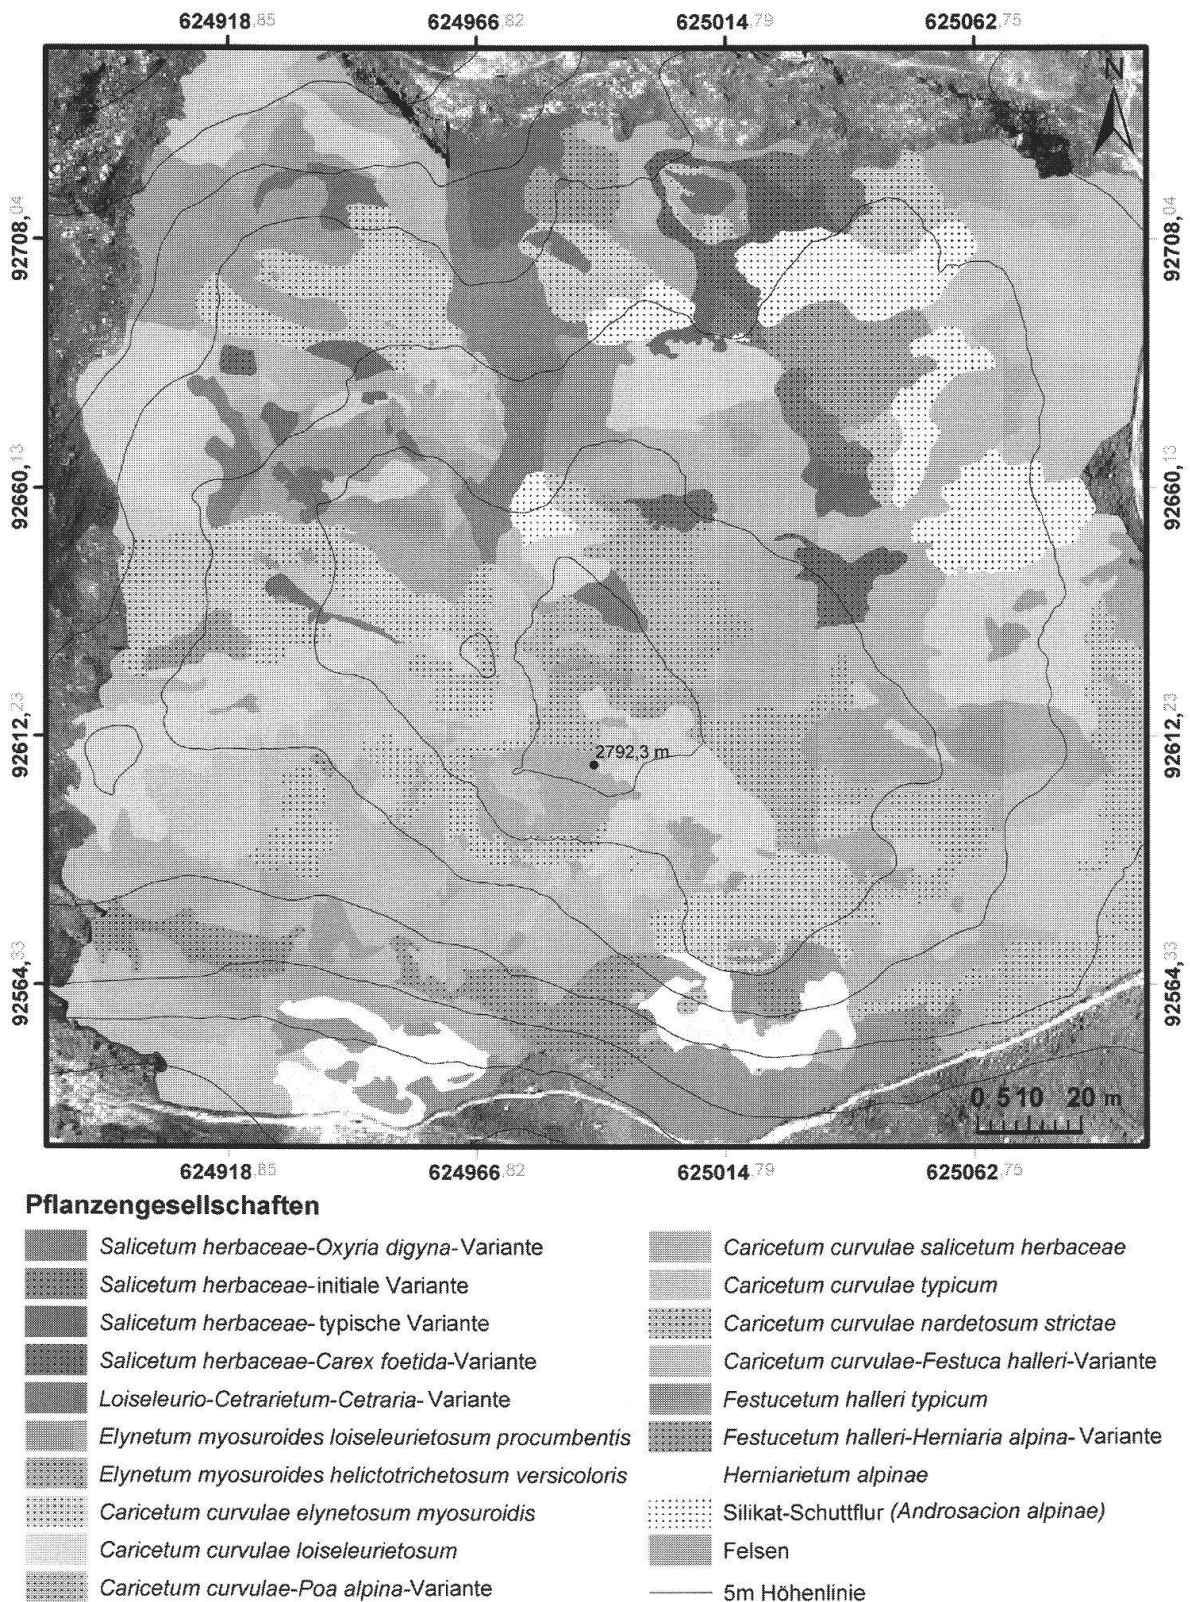 624918,85 624966,82 625014,79 625062,75
N
92708,04 92708,04
92660,13 92660,13
92612,23 92612,23
2792,3 m
92564,33 92564,33
0 5 10 20 m
624918,85 624966,82 625014,79 625062,75
Pflanzengesellschaften
Salicetum herbaceae-Oxyria digyna-Variante
Salicetum herbaceae-initiale Variante
Salicetum herbaceae- typische Variante
Salicetum herbaceae-Carex foetida-Variante
Loiseleurio-Cetrarietum-Cetraria- Variante
Elynetum myosuroides loiseleurietosum procumbentis
Elynetum myosuroides helictotrichetosum versicoloris
Caricetum curvulae elynetosum myosuroidis
Caricetum curvulae loiseleurietosum
Caricetum curvulae-Poa alpina-Variante
Caricetum curvulae salicetum herbaceae
Caricetum curvulae typicum
Caricetum curvulae nardetosum strictae
Caricetum curvulae-Festuca halleri-Variante
Festucetum halleri typicum
Festucetum halleri-Herniaria alpina- Variante
Herniarietum alpinae
Silikat-Schuttflur (Androsacion alpinae)
Felsen
5m Höhenlinie